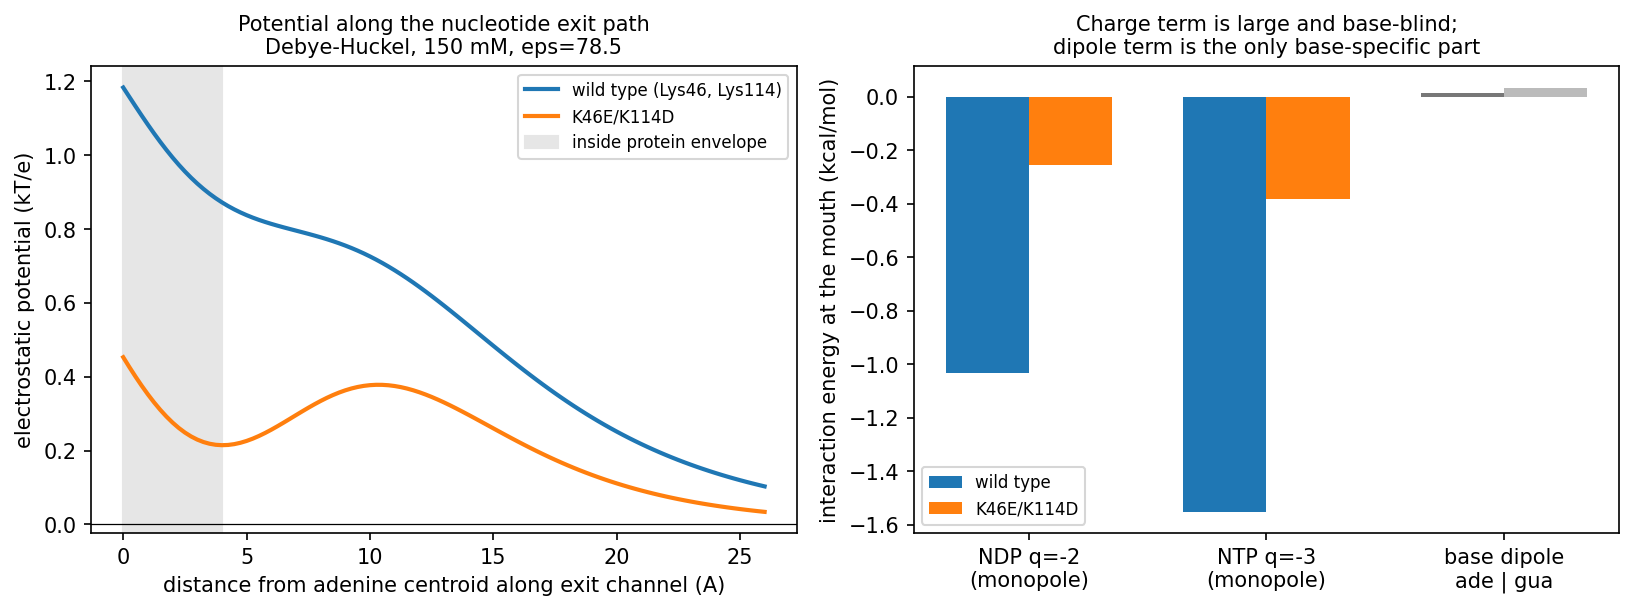 Potential along the nucleotide exit path
Debye-Huckel, 150 mM, eps=78.5
electrostatic potential (kT/e)
1.2
1.0
0.8
0.6
0.4
0.2
0.0
wild type (Lys46, Lys114)
K46E/K114D
inside protein envelope
0 5 10 15 20 25
distance from adenine centroid along exit channel (A)
Charge term is large and base-blind;
dipole term is the only base-specific part
interaction energy at the mouth (kcal/mol)
0.0
−0.2
−0.4
−0.6
−0.8
−1.0
−1.2
−1.4
−1.6
wild type
K46E/K114D
NDP q=-2
(monopole)
NTP q=-3
(monopole)
base dipole
ade | gua